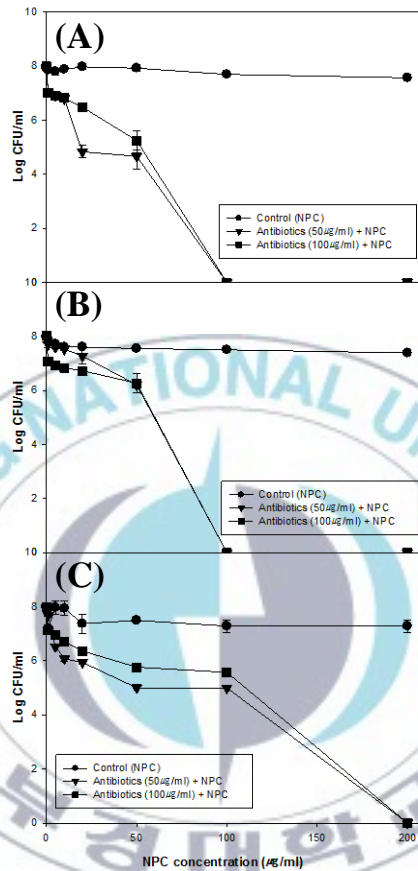 10
(A)
8
6
4
2
Log CFU/ml
Control (NPC)
Antibiotics (50㎍/ml) + NPC
Antibiotics (100㎍/ml) + NPC
10
(B)
8
6
4
2
Log CFU/ml
Control (NPC)
Antibiotics (50㎍/ml) + NPC
Antibiotics (100㎍/ml) + NPC
10
(C)
8
6
4
2
0
Log CFU/ml
Control (NPC)
Antibiotics (50㎍/ml) + NPC
Antibiotics (100㎍/ml) + NPC
0 50 100 150 200
NPC concentration (㎍/ml)
NATIONAL